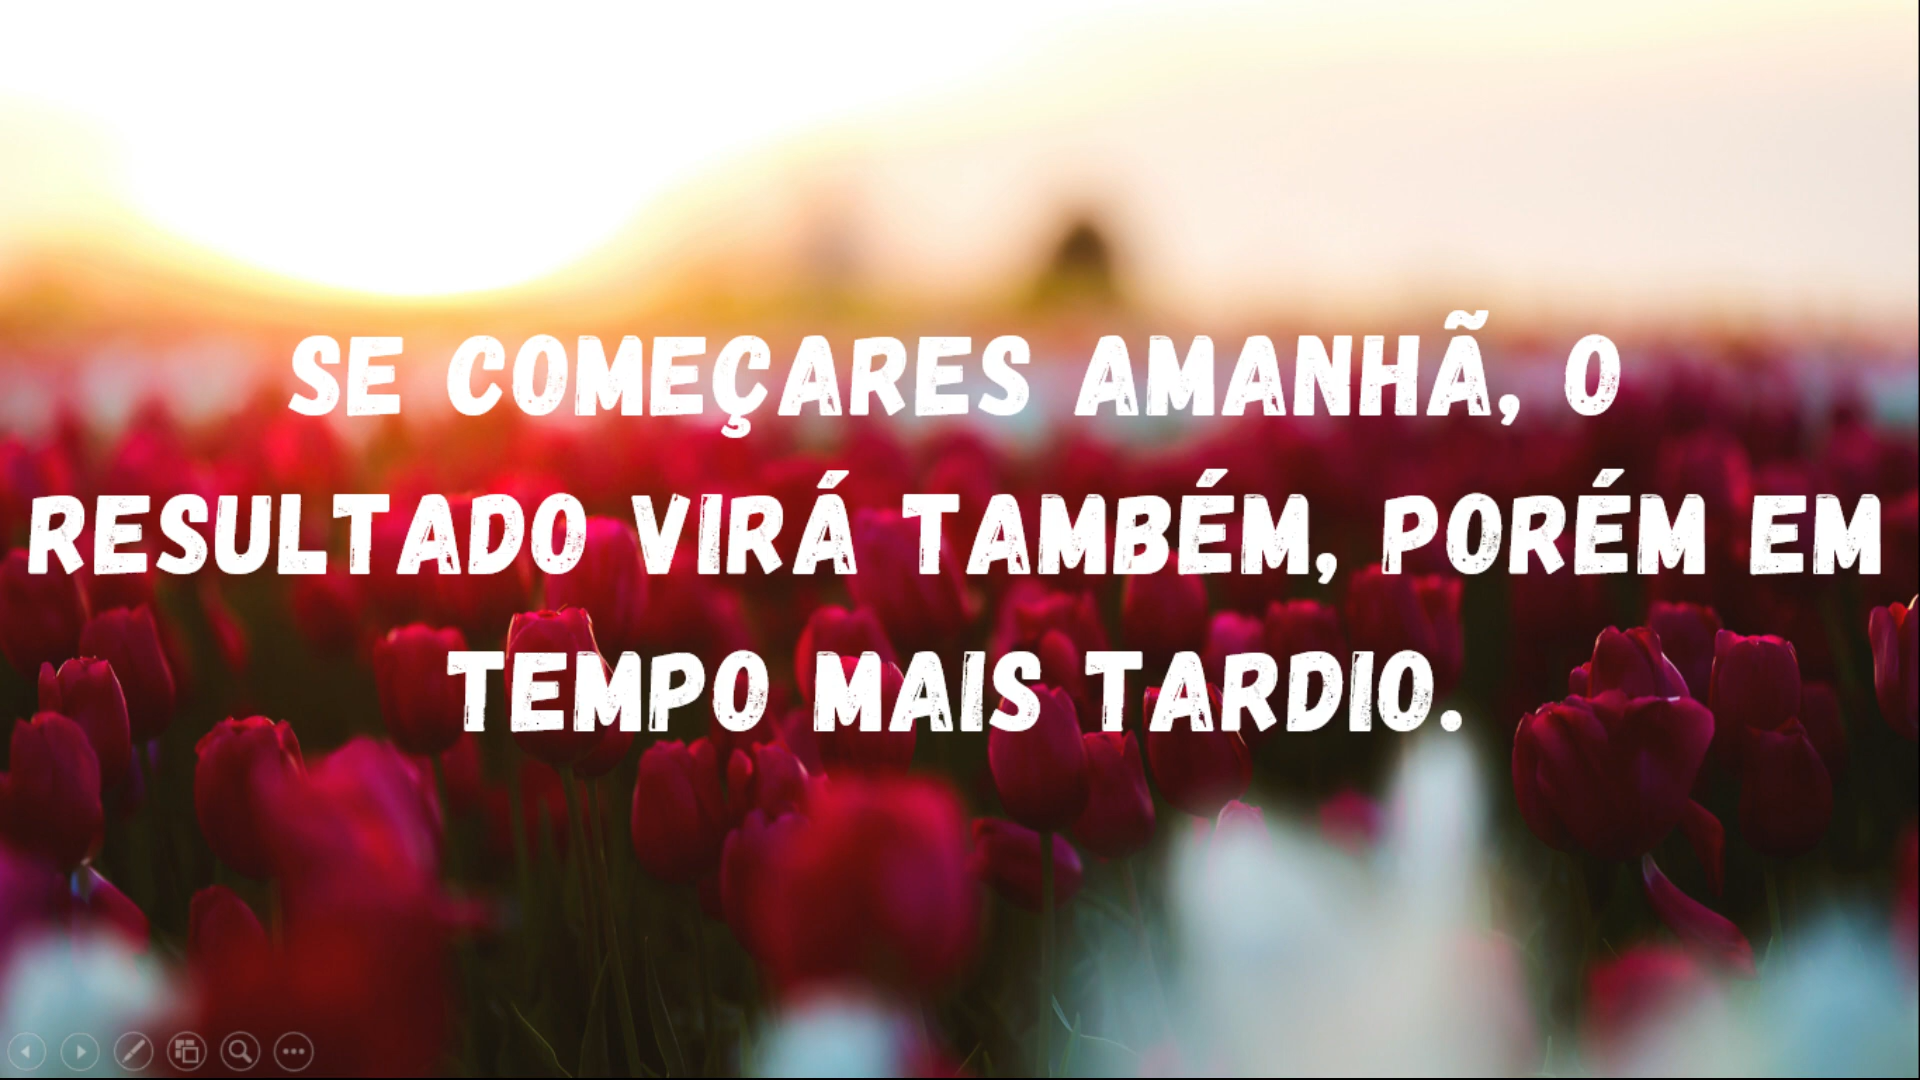 SE COMEÇARES AMANHÃ, O
RESULTADO VIRÁ TAMBÉM, PORÉM EM
TEMPO MAIS TARDIO.